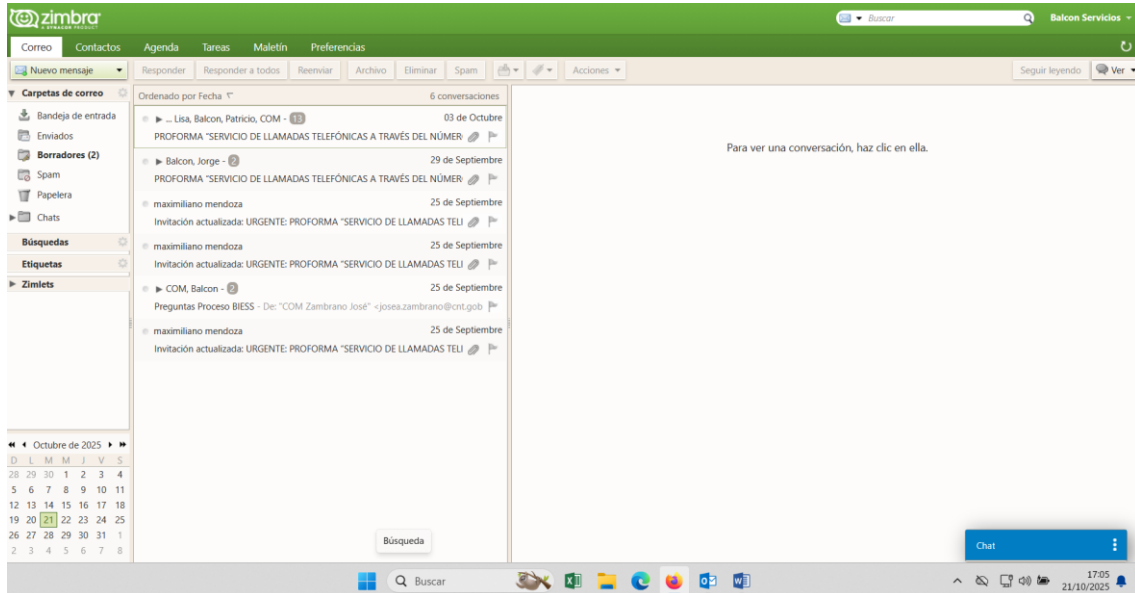 zimbra
A SYNACOR PRODUCT
Buscar
Balcon Servicios
Correo Contactos Agenda Tareas Maletín Preferencias
Nuevo mensaje Responder Responder a todos Reenviar Archivo Eliminar Spam Acciones Seguir leyendo Ver
Carpetas de correo
Bandeja de entrada
Enviados
Borradores (2)
Spam
Papelera
Chats
Búsquedas
Etiquetas
Zimlets
Ordenado por Fecha 6 conversaciones
... Lisa, Balcon, Patricio, COM - 13 03 de Octubre
PROFORMA "SERVICIO DE LLAMADAS TELEFÓNICAS A TRAVÉS DEL NÚMER
Balcon, Jorge - 2 29 de Septiembre
PROFORMA "SERVICIO DE LLAMADAS TELEFÓNICAS A TRAVÉS DEL NÚMER
maximiliano mendoza 25 de Septiembre
Invitación actualizada: URGENTE: PROFORMA "SERVICIO DE LLAMADAS TELI
maximiliano mendoza 25 de Septiembre
Invitación actualizada: URGENTE: PROFORMA "SERVICIO DE LLAMADAS TELI
COM, Balcon - 2 25 de Septiembre
Preguntas Proceso BIESS - De: "COM Zambrano José" <josea.zambrano@cnt.gob
maximiliano mendoza 25 de Septiembre
Invitación actualizada: URGENTE: PROFORMA "SERVICIO DE LLAMADAS TELI
Para ver una conversación, haz clic en ella.
Octubre de 2025
D L M M J V S
28 29 30 1 2 3 4
5 6 7 8 9 10 11
12 13 14 15 16 17 18
19 20 21 22 23 24 25
26 27 28 29 30 31 1
2 3 4 5 6 7 8
Búsqueda
Chat
Buscar
17:05
21/10/2025